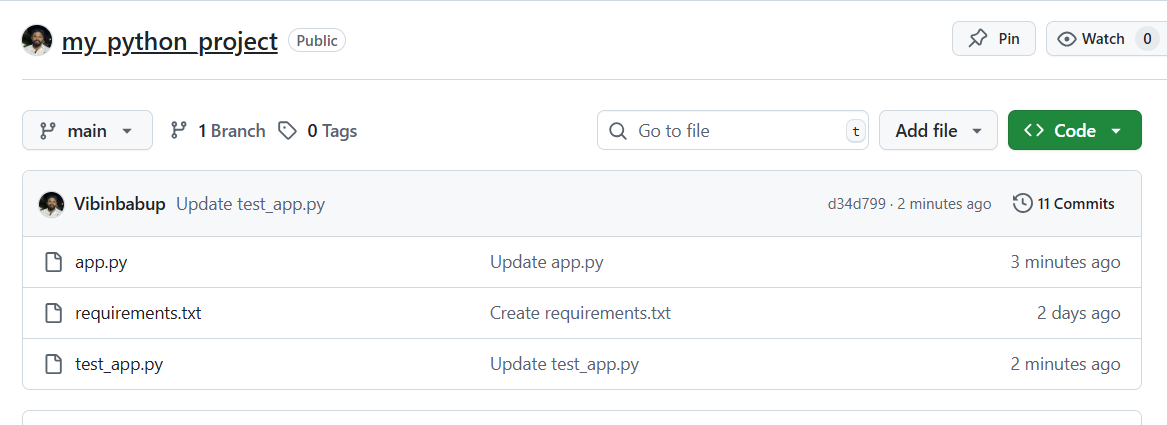 my_python_project Public Pin Watch 0
main 1 Branch 0 Tags Go to file t Add file Code
Vibinbabup Update test_app.py d34d799 · 2 minutes ago 11 Commits
app.py Update app.py 3 minutes ago
requirements.txt Create requirements.txt 2 days ago
test_app.py Update test_app.py 2 minutes ago